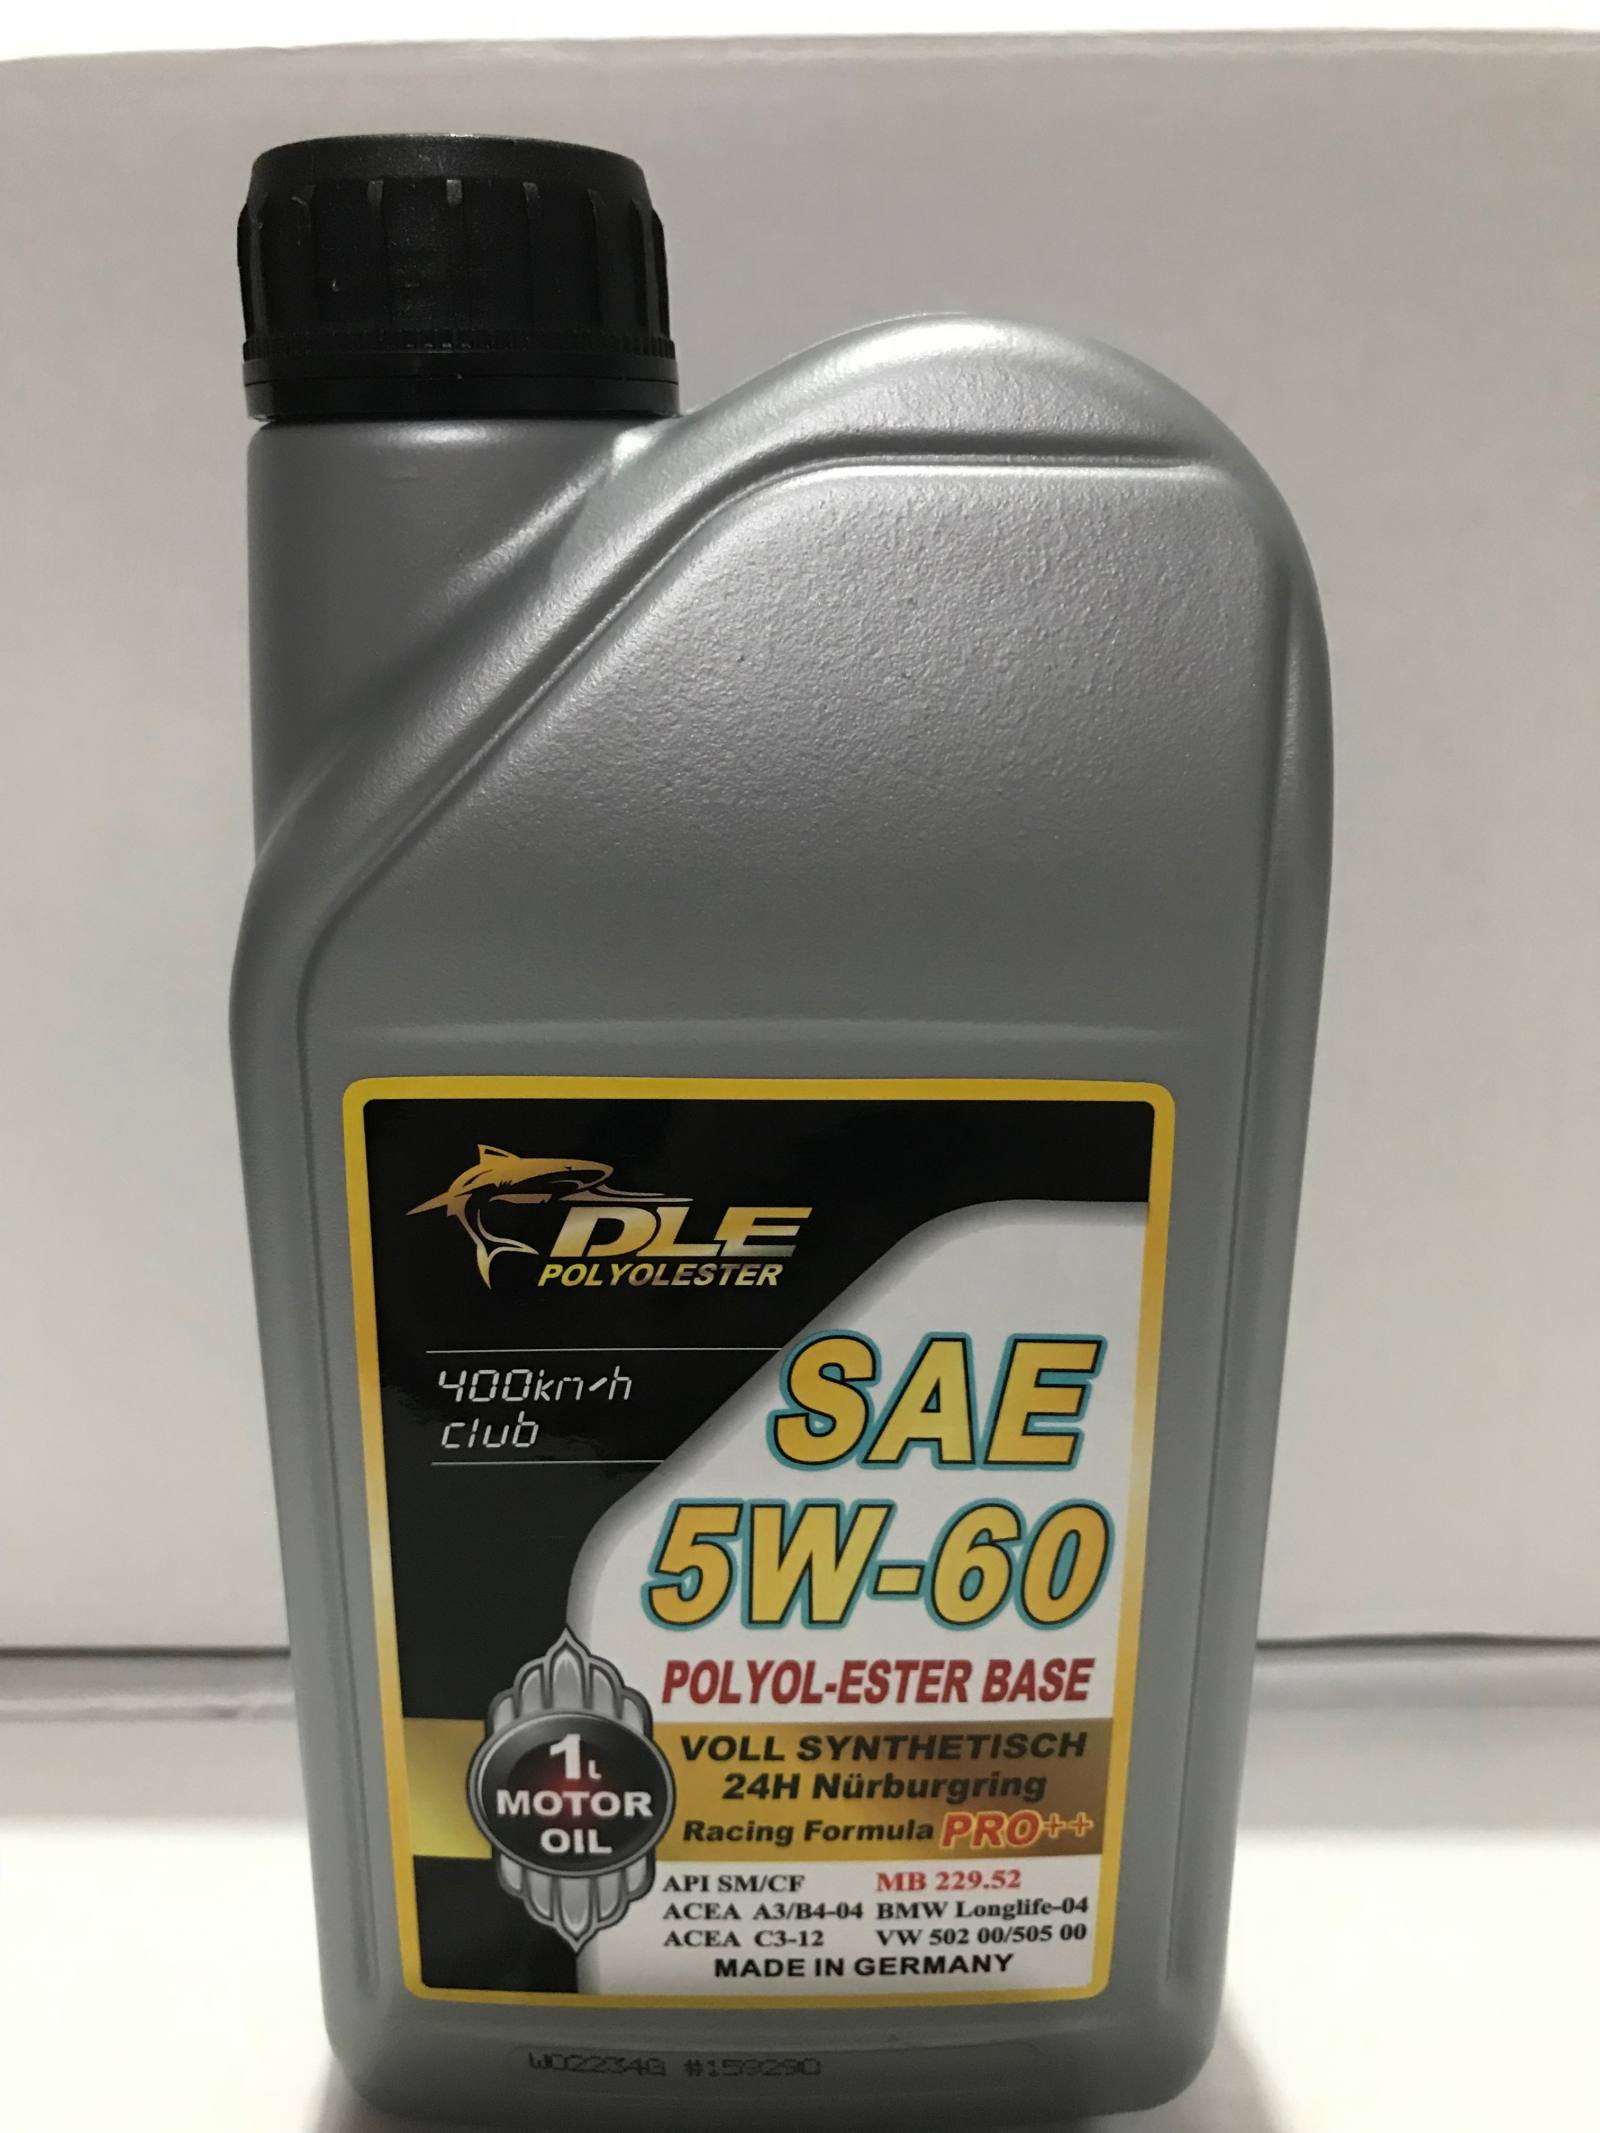 DLE
POLYOLESTER
400km/h
club
SAE
5W-60
POLYOL-ESTER BASE
VOLL SYNTHETISCH
24H Nürburgring
Racing Formula PRO++
1L
MOTOR
OIL
API SM/CF MB 229.52
ACEA A3/B4-04 BMW Longlife-04
ACEA C3-12 VW 502 00/505 00
MADE IN GERMANY
W02234G #159290